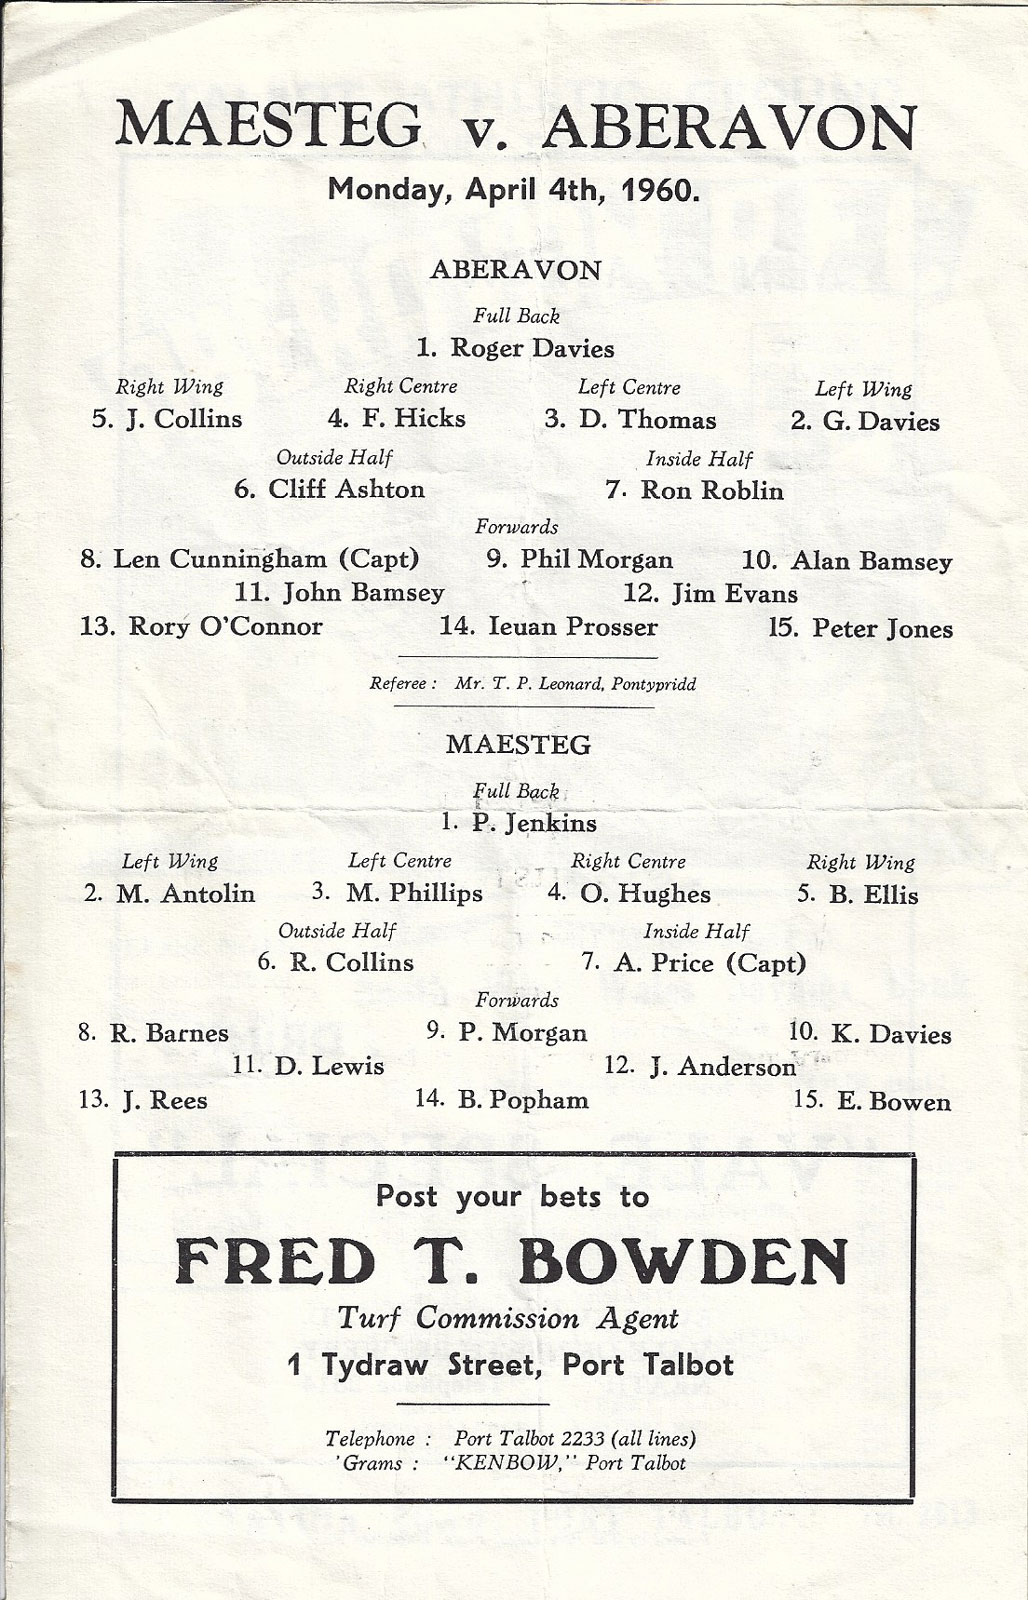 MAESTEG v. ABERAVON
Monday, April 4th, 1960.
ABERAVON
Full Back
1. Roger Davies
Right Wing Right Centre Left Centre Left Wing
5. J. Collins 4. F. Hicks 3. D. Thomas 2. G. Davies
Outside Half Inside Half
6. Cliff Ashton 7. Ron Roblin
Forwards
8. Len Cunningham (Capt) 9. Phil Morgan 10. Alan Bamsey
11. John Bamsey 12. Jim Evans
13. Rory O'Connor 14. Ieuan Prosser 15. Peter Jones
Referee : Mr. T. P. Leonard, Pontypridd
MAESTEG
Full Back
1. P. Jenkins
Left Wing Left Centre Right Centre Right Wing
2. M. Antolin 3. M. Phillips 4. O. Hughes 5. B. Ellis
Outside Half Inside Half
6. R. Collins 7. A. Price (Capt)
Forwards
8. R. Barnes 9. P. Morgan 10. K. Davies
11. D. Lewis 12. J. Anderson
13. J. Rees 14. B. Popham 15. E. Bowen
Post your bets to
FRED T. BOWDEN
Turf Commission Agent
1 Tydraw Street, Port Talbot
Telephone : Port Talbot 2233 (all lines)
'Grams : "KENBOW," Port Talbot